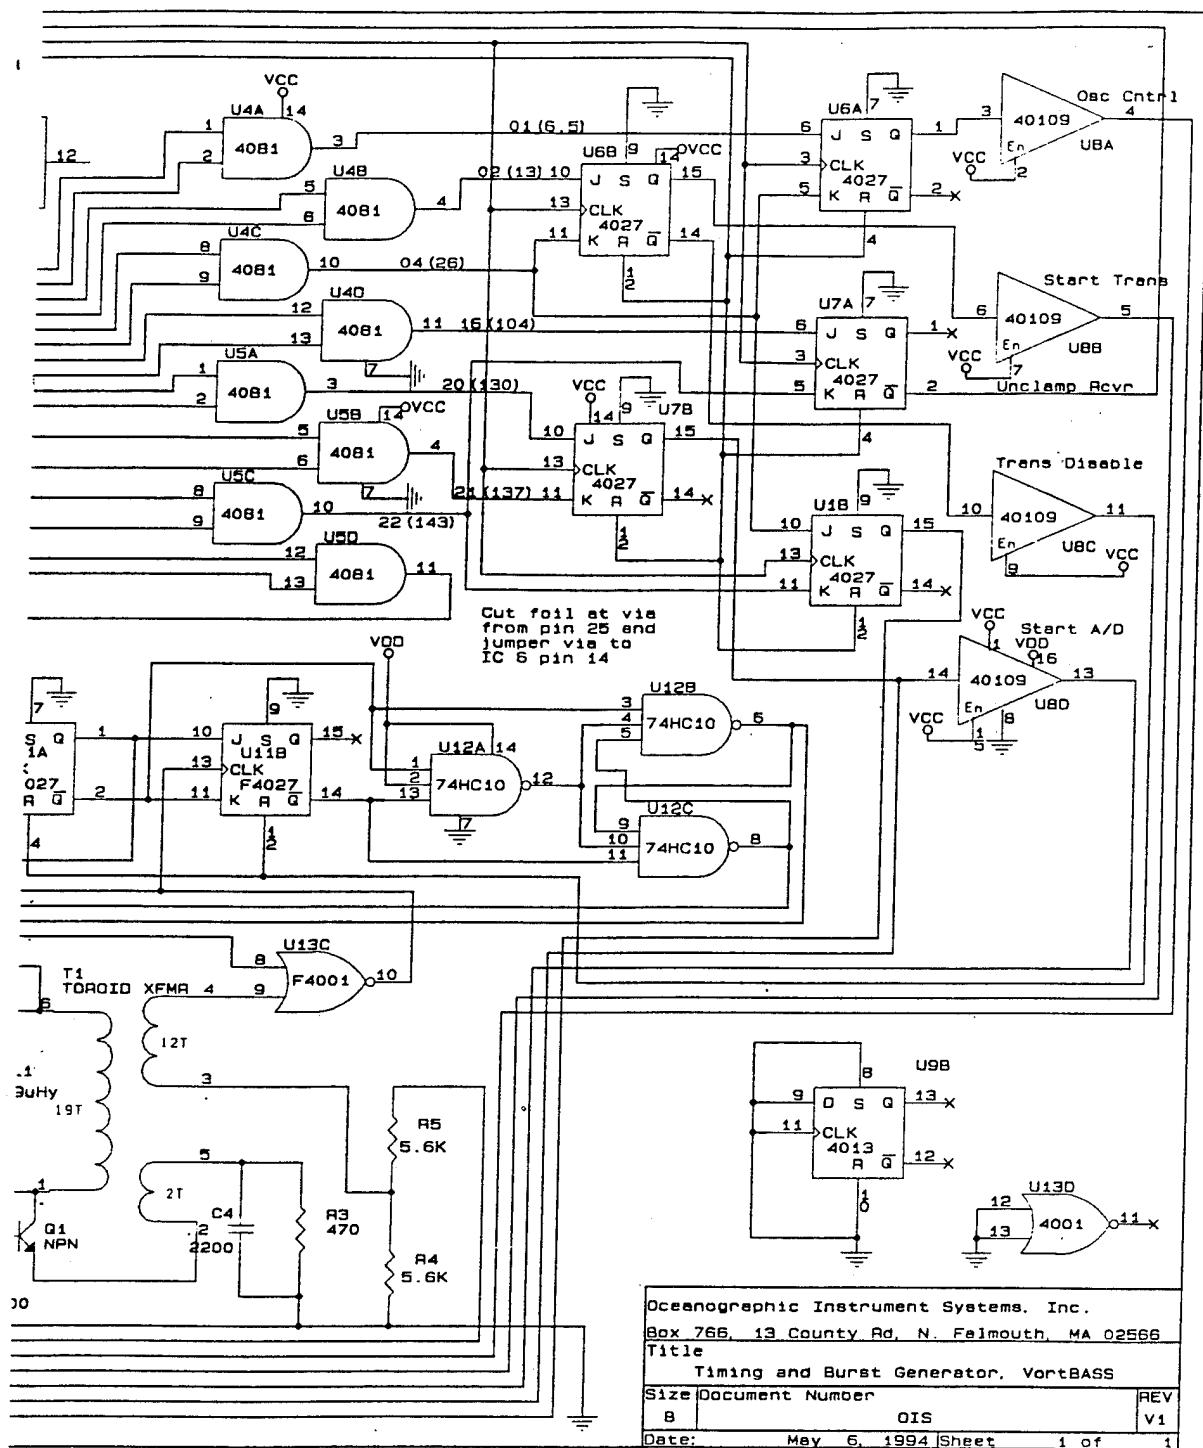 VCC
14
U4A
1
2
4081
3
01 (6,5)
12
U4B
5
6
4081
4
02 (13)
U4C
8
9
4081
10
04 (26)
U4D
12
13
4081
11
16 (104)
7
U5A
1
2
4081
3
20 (130)
U5B
14
VCC
5
6
4081
4
7
21 (137)
U5C
8
9
4081
10
22 (143)
U5D
12
13
4081
11
U6B
9
14
VCC
10
J S Q
15
13
CLK
4027
14
11
K R Q
12
U6A
7
6
J S Q
1
3
CLK
4027
5
K R Q
2
4
Osc Cntrl
3
40109
4
En
U8A
VCC
2
U7A
7
6
J S Q
1
3
CLK
4027
5
K R Q
2
4
Start Trans
6
40109
5
En
U8B
VCC
7
Unclamp Rcvr
VCC
14
9
U7B
10
J S Q
15
13
CLK
4027
11
K R Q
14
12
U1B
9
10
J S Q
15
13
CLK
4027
11
K R Q
14
12
Trans Disable
10
40109
11
En
U8C
9
VCC
Start A/D
VCC
1
VDD
16
14
40109
13
En
U8D
VCC
15
8
Cut foil at via
from pin 25 and
jumper via to
IC 6 pin 14
VDD
7
S Q
1
1A
027
R Q
2
4
9
10
J S Q
15
U11B
13
CLK
F4027
11
K R Q
14
12
U12A
14
1
2
13
74HC10
12
7
U12B
3
4
5
74HC10
6
U12C
9
10
11
74HC10
8
U13C
8
9
F4001
10
T1
TOROID XFMR
6
4
12T
3
19T
1
5
2T
2
Q1
NPN
C4
2200
R3
470
R5
5.6K
R4
5.6K
U9B
8
9
D S Q
13
11
CLK
4013
R Q
12
10
U13D
12
13
4001
11
Oceanographic Instrument Systems, Inc.
Box 766, 13 County Rd, N. Falmouth, MA 02566
Title
Timing and Burst Generator, VortBASS
Size
Document Number
REV
B
OIS
V1
Date:
May 6, 1994
Sheet
1 of
1